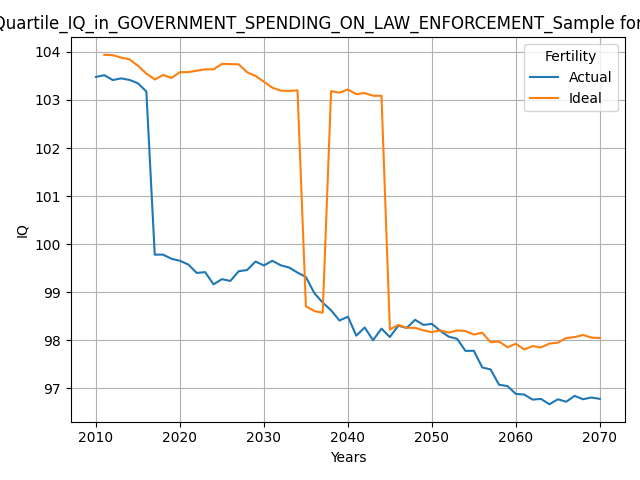 Quartile_IQ_in_GOVERNMENT_SPENDING_ON_LAW_ENFORCEMENT_Sample for
Fertility
Actual
Ideal
104
103
102
101
100
99
98
97
IQ
2010 2020 2030 2040 2050 2060 2070
Years